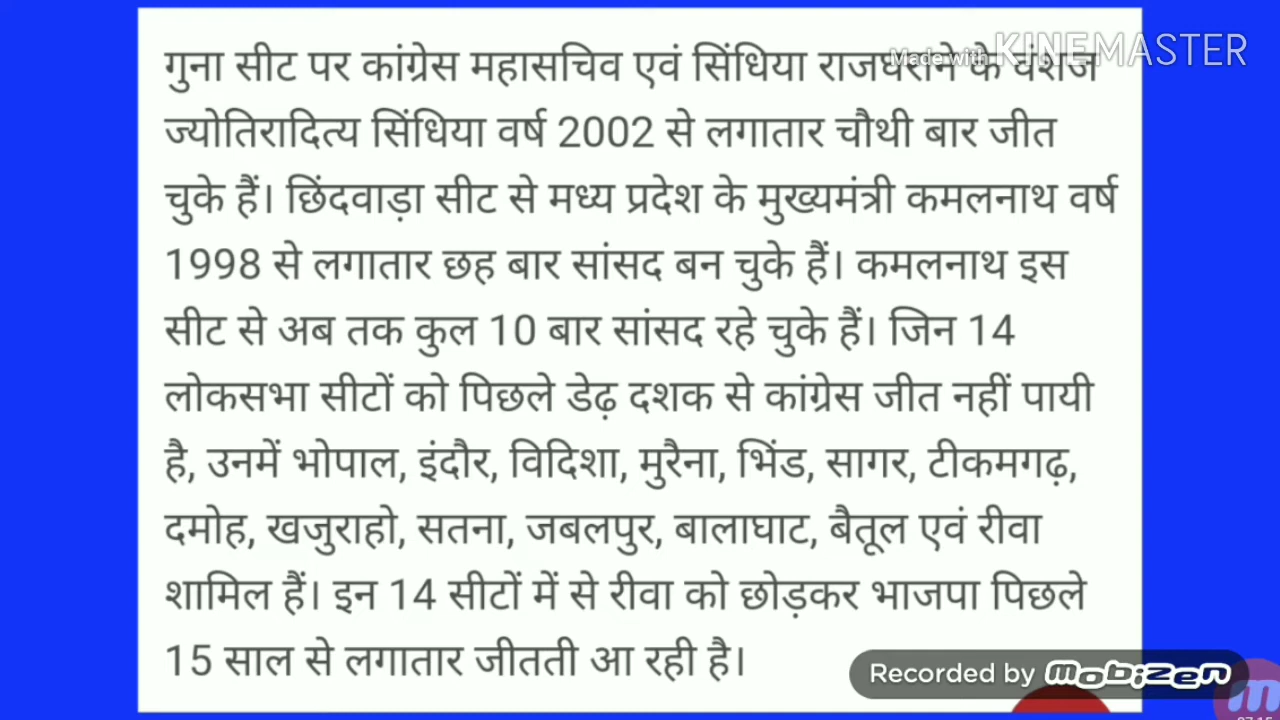 गुना सीट पर कांग्रेस महासचिव एवं सिंधिया राजघराने के वंशज
Made with KINEMASTER
ज्योतिरादित्य सिंधिया वर्ष 2002 से लगातार चौथी बार जीत
चुके हैं। छिंदवाड़ा सीट से मध्य प्रदेश के मुख्यमंत्री कमलनाथ वर्ष
1998 से लगातार छह बार सांसद बन चुके हैं। कमलनाथ इस
सीट से अब तक कुल 10 बार सांसद रहे चुके हैं। जिन 14
लोकसभा सीटों को पिछले डेढ़ दशक से कांग्रेस जीत नहीं पायी
है, उनमें भोपाल, इंदौर, विदिशा, मुरैना, भिंड, सागर, टीकमगढ़,
दमोह, खजुराहो, सतना, जबलपुर, बालाघाट, बैतूल एवं रीवा
शामिल हैं। इन 14 सीटों में से रीवा को छोड़कर भाजपा पिछले
15 साल से लगातार जीतती आ रही है।
Recorded by Mobizen